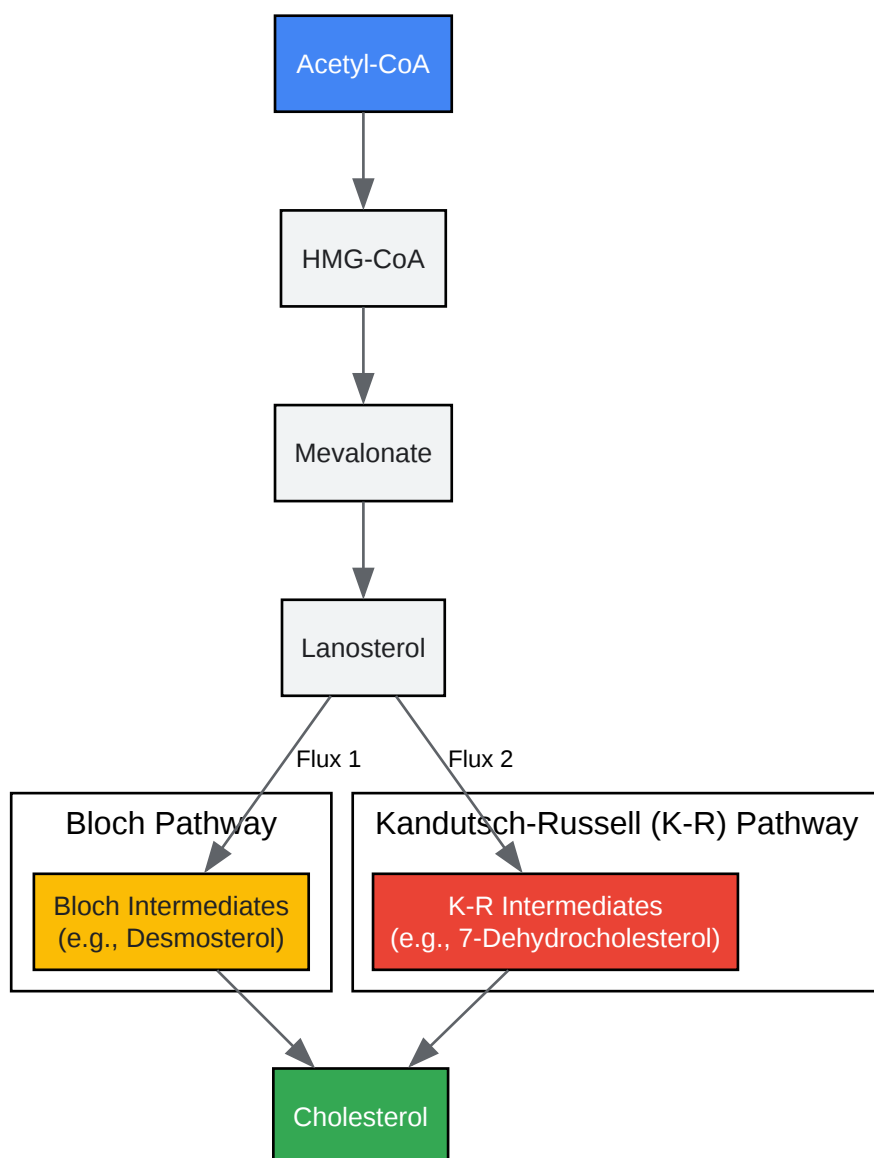 Acetyl-CoA
HMG-CoA
Mevalonate
Lanosterol
Flux 1
Flux 2
Bloch Pathway
Bloch Intermediates
(e.g., Desmosterol)
Kandutsch-Russell (K-R) Pathway
K-R Intermediates
(e.g., 7-Dehydrocholesterol)
Cholesterol